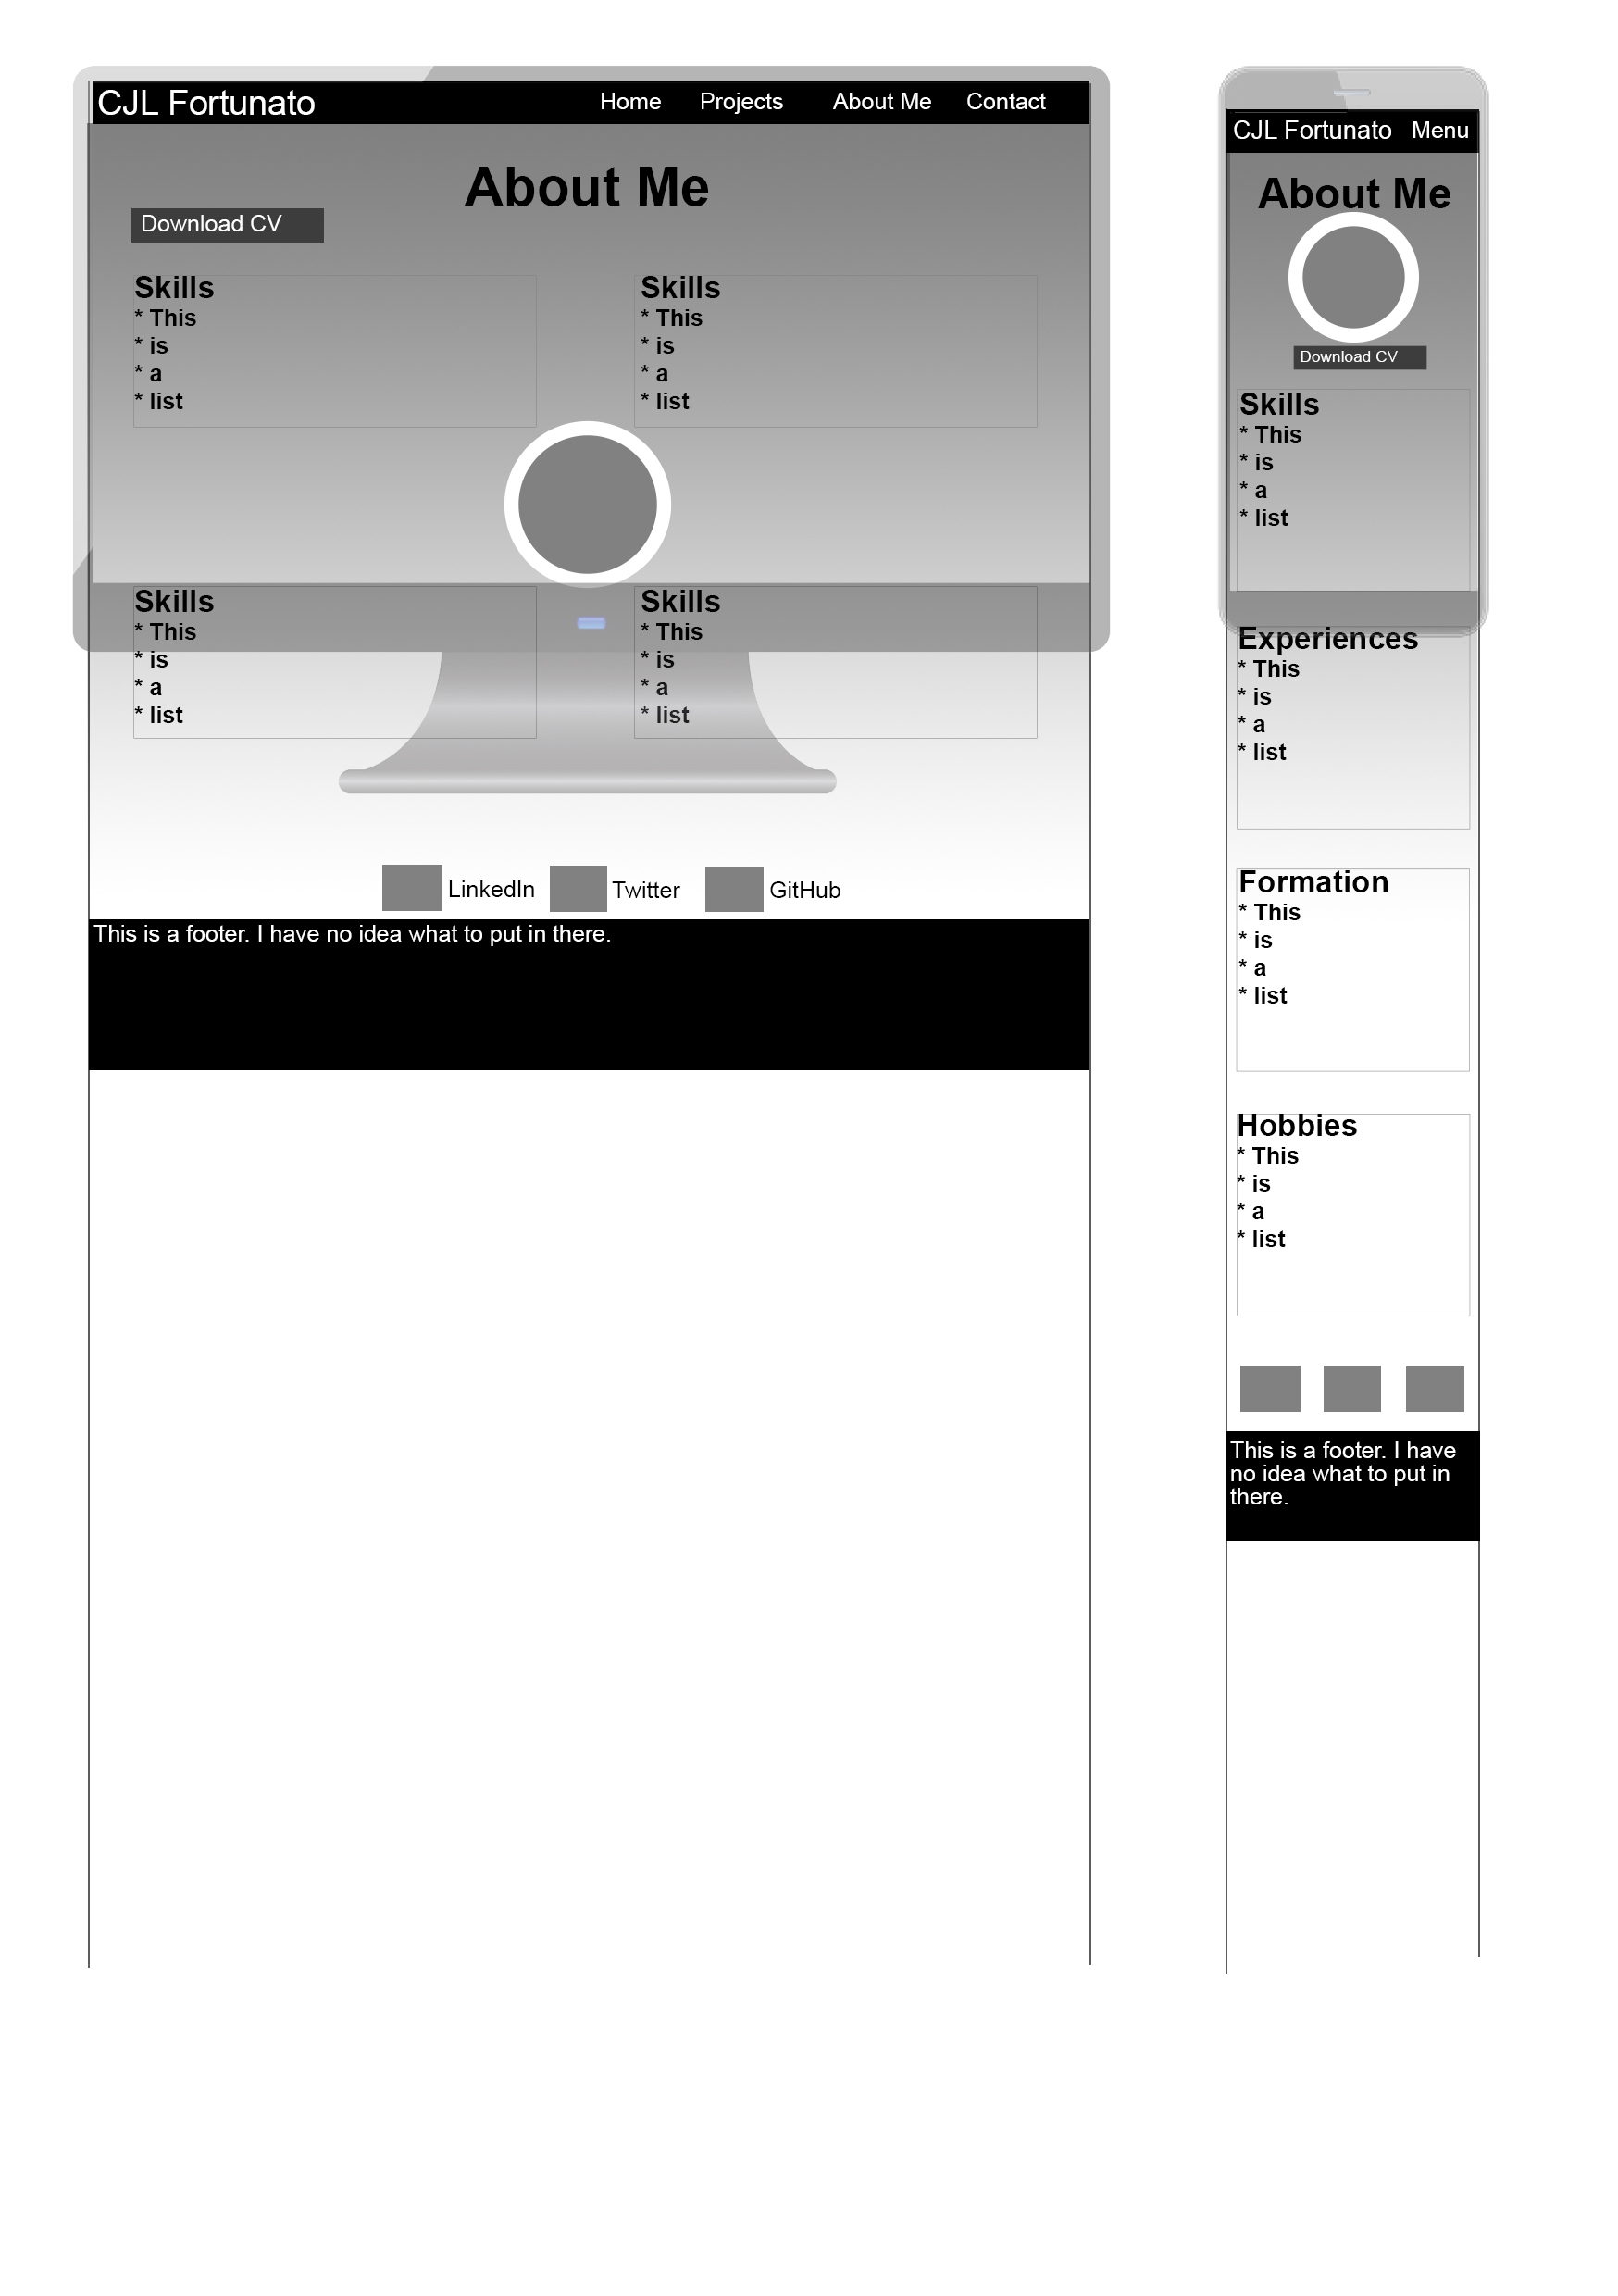 CJL Fortunato
Home Projects About Me Contact
About Me
Download CV
Skills
* This
* is
* a
* list
Skills
* This
* is
* a
* list
Skills
* This
* is
* a
* list
Skills
* This
* is
* a
* list
LinkedIn Twitter GitHub
This is a footer. I have no idea what to put in there.
CJL Fortunato Menu
About Me
Download CV
Skills
* This
* is
* a
* list
Experiences
* This
* is
* a
* list
Formation
* This
* is
* a
* list
Hobbies
* This
* is
* a
* list
This is a footer. I have
no idea what to put in
there.